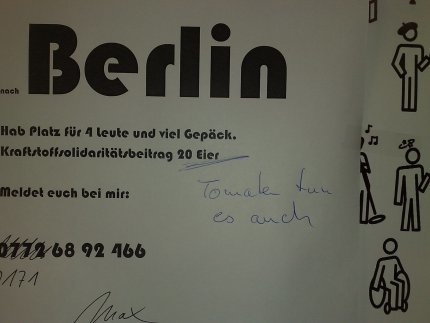 nach Berlin
Hab Platz für 4 Leute und viel Gepäck.
Kraftstoffsolidaritätsbeitrag 20 Eier
Tomaten tun
es auch
Meldet euch bei mir:
0772 68 92 466
0171
Max